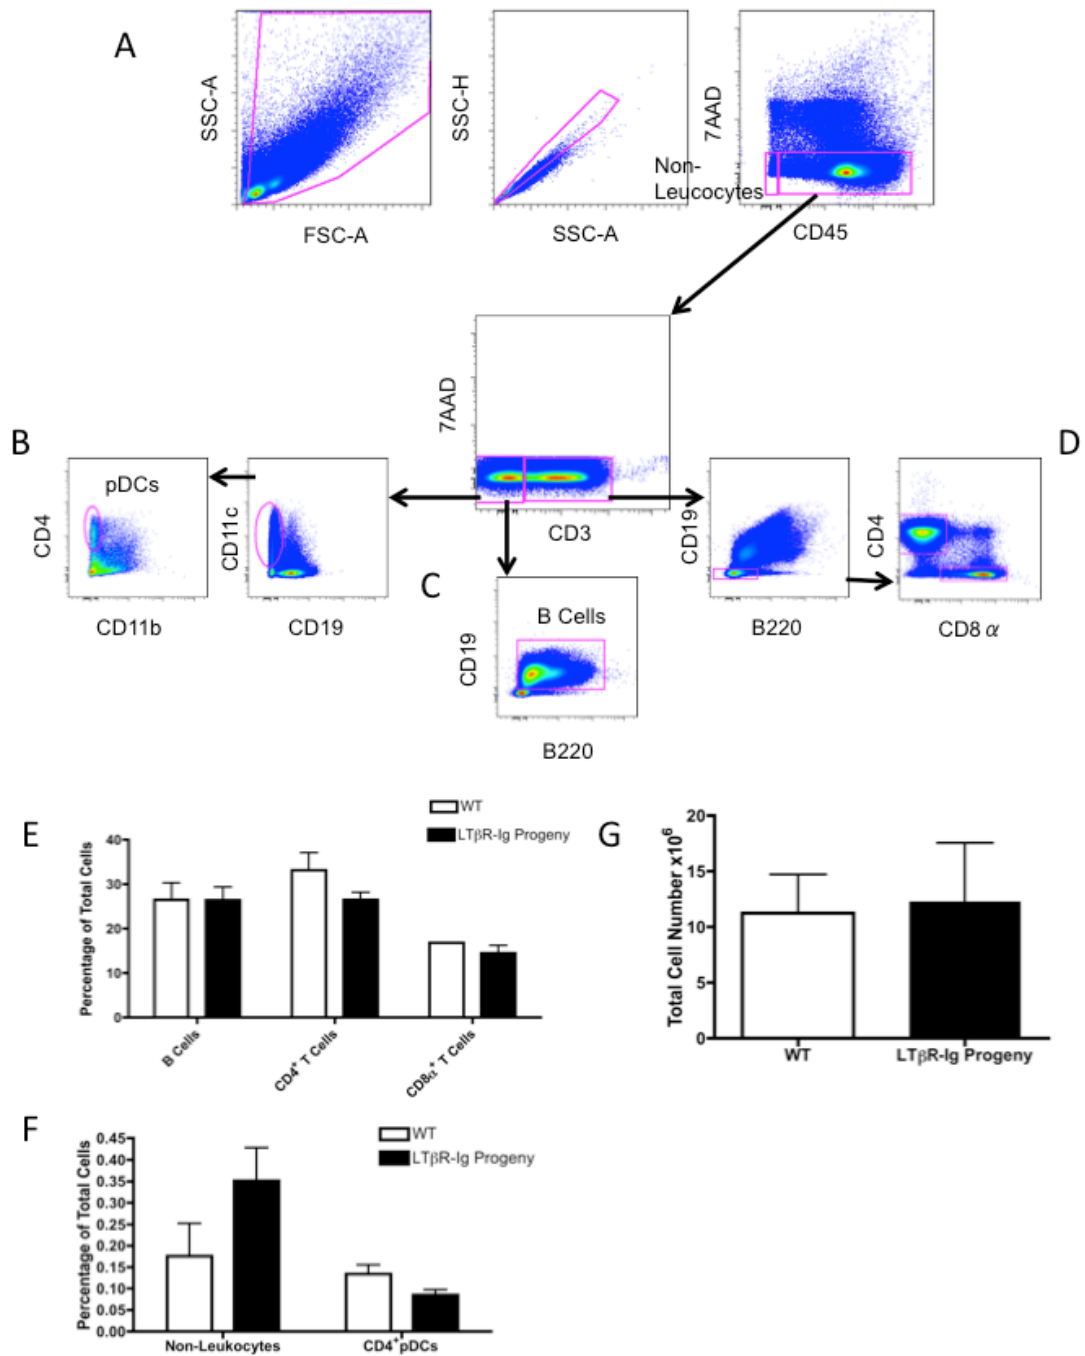 A
SSC-A
FSC-A
SSC-H
SSC-A
7AAD
Non-
Leucocytes
CD45
7AAD
CD3
B
pDCs
CD4
CD11b
CD11c
CD19
C
B Cells
CD19
B220
D
CD19
B220
CD4
CD8 α
E
WT
LTβR-Ig Progeny
Percentage of Total Cells
40
30
20
10
0
B Cells
CD4⁺ T Cells
CD8α⁺ T Cells
G
Total Cell Number x10⁶
20
15
10
5
0
WT
LTβR-Ig Progeny
F
WT
LTβR-Ig Progeny
Percentage of Total Cells
0.45
0.40
0.35
0.30
0.25
0.20
0.15
0.10
0.05
0.00
Non-Leukocytes
CD4⁺pDCs